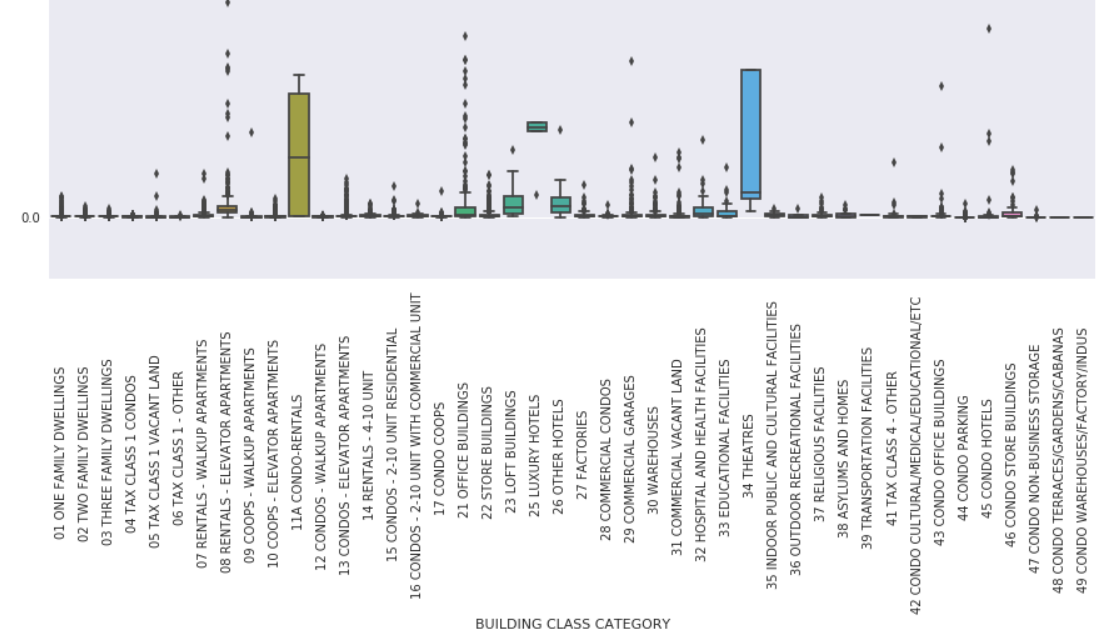 0.0
01 ONE FAMILY DWELLINGS
02 TWO FAMILY DWELLINGS
03 THREE FAMILY DWELLINGS
04 TAX CLASS 1 CONDOS
05 TAX CLASS 1 VACANT LAND
06 TAX CLASS 1 - OTHER
07 RENTALS - WALKUP APARTMENTS
08 RENTALS - ELEVATOR APARTMENTS
09 COOPS - WALKUP APARTMENTS
10 COOPS - ELEVATOR APARTMENTS
11A CONDO-RENTALS
12 CONDOS - WALKUP APARTMENTS
13 CONDOS - ELEVATOR APARTMENTS
14 RENTALS - 4-10 UNIT
15 CONDOS - 2-10 UNIT RESIDENTIAL
16 CONDOS - 2-10 UNIT WITH COMMERCIAL UNIT
17 CONDO COOPS
21 OFFICE BUILDINGS
22 STORE BUILDINGS
23 LOFT BUILDINGS
25 LUXURY HOTELS
26 OTHER HOTELS
27 FACTORIES
28 COMMERCIAL CONDOS
29 COMMERCIAL GARAGES
30 WAREHOUSES
31 COMMERCIAL VACANT LAND
32 HOSPITAL AND HEALTH FACILITIES
33 EDUCATIONAL FACILITIES
34 THEATRES
35 INDOOR PUBLIC AND CULTURAL FACILITIES
36 OUTDOOR RECREATIONAL FACILITIES
37 RELIGIOUS FACILITIES
38 ASYLUMS AND HOMES
39 TRANSPORTATION FACILITIES
41 TAX CLASS 4 - OTHER
42 CONDO CULTURAL/MEDICAL/EDUCATIONAL/ETC
43 CONDO OFFICE BUILDINGS
44 CONDO PARKING
45 CONDO HOTELS
46 CONDO STORE BUILDINGS
47 CONDO NON-BUSINESS STORAGE
48 CONDO TERRACES/GARDENS/CABANAS
49 CONDO WAREHOUSES/FACTORY/INDUS
BUILDING CLASS CATEGORY